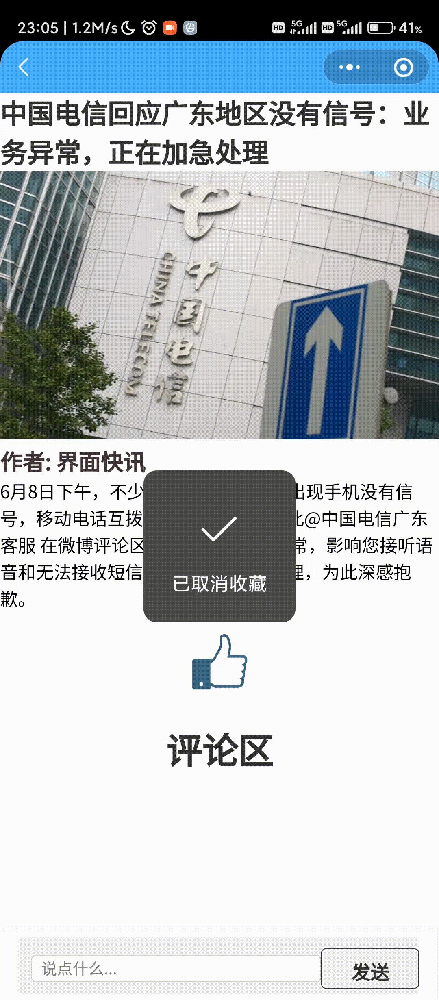 23:05 | 1.2M/s HD 5G HD 5G 41%
中国电信回应广东地区没有信号：业
务异常，正在加急处理
CHINA TELECOM
中国电信
作者: 界面快讯
6月8日下午，不少 出现手机没有信
号，移动电话互拨 比@中国电信广东
客服 在微博评论区 常，影响您接听语
音和无法接收短信 理，为此深感抱
歉。
已取消收藏
评论区
说点什么...
发送